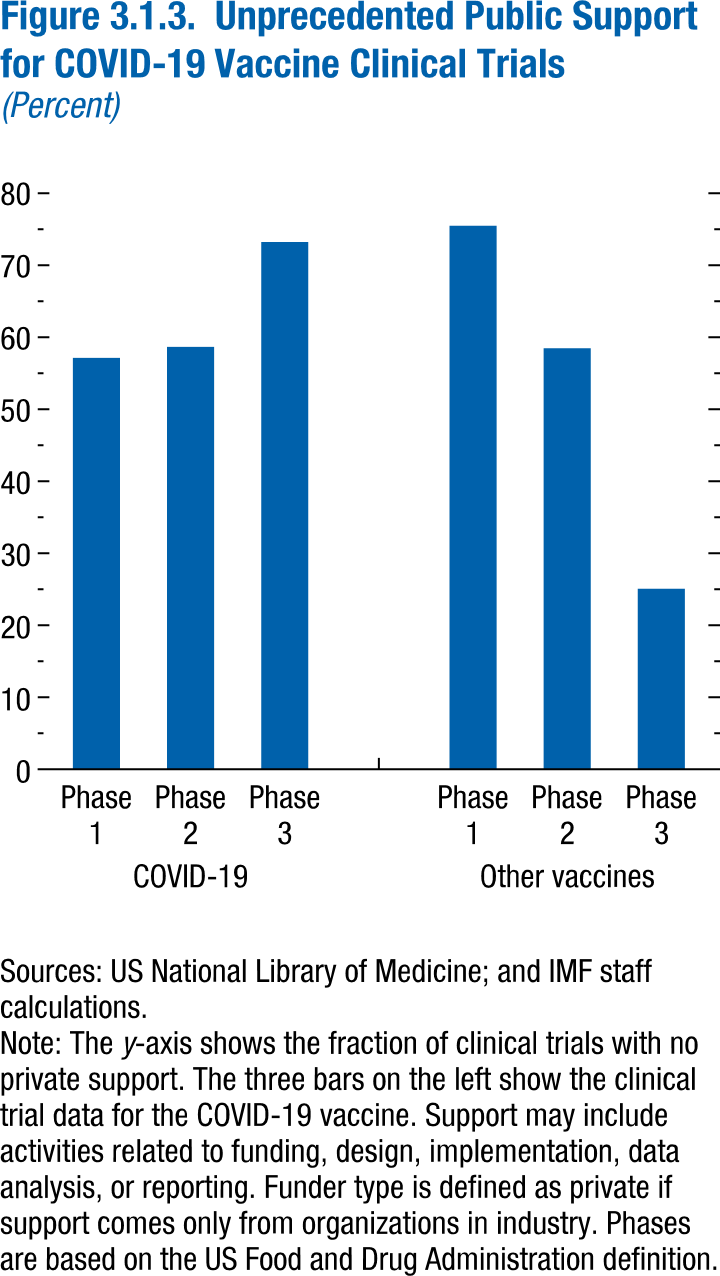 Figure 3.1.3. Unprecedented Public Support
for COVID-19 Vaccine Clinical Trials
(Percent)
80
70
60
50
40
30
20
10
0
Phase 1
Phase 2
Phase 3
Phase 1
Phase 2
Phase 3
COVID-19
Other vaccines
Sources: US National Library of Medicine; and IMF staff
calculations.
Note: The y-axis shows the fraction of clinical trials with no
private support. The three bars on the left show the clinical
trial data for the COVID-19 vaccine. Support may include
activities related to funding, design, implementation, data
analysis, or reporting. Funder type is defined as private if
support comes only from organizations in industry. Phases
are based on the US Food and Drug Administration definition.